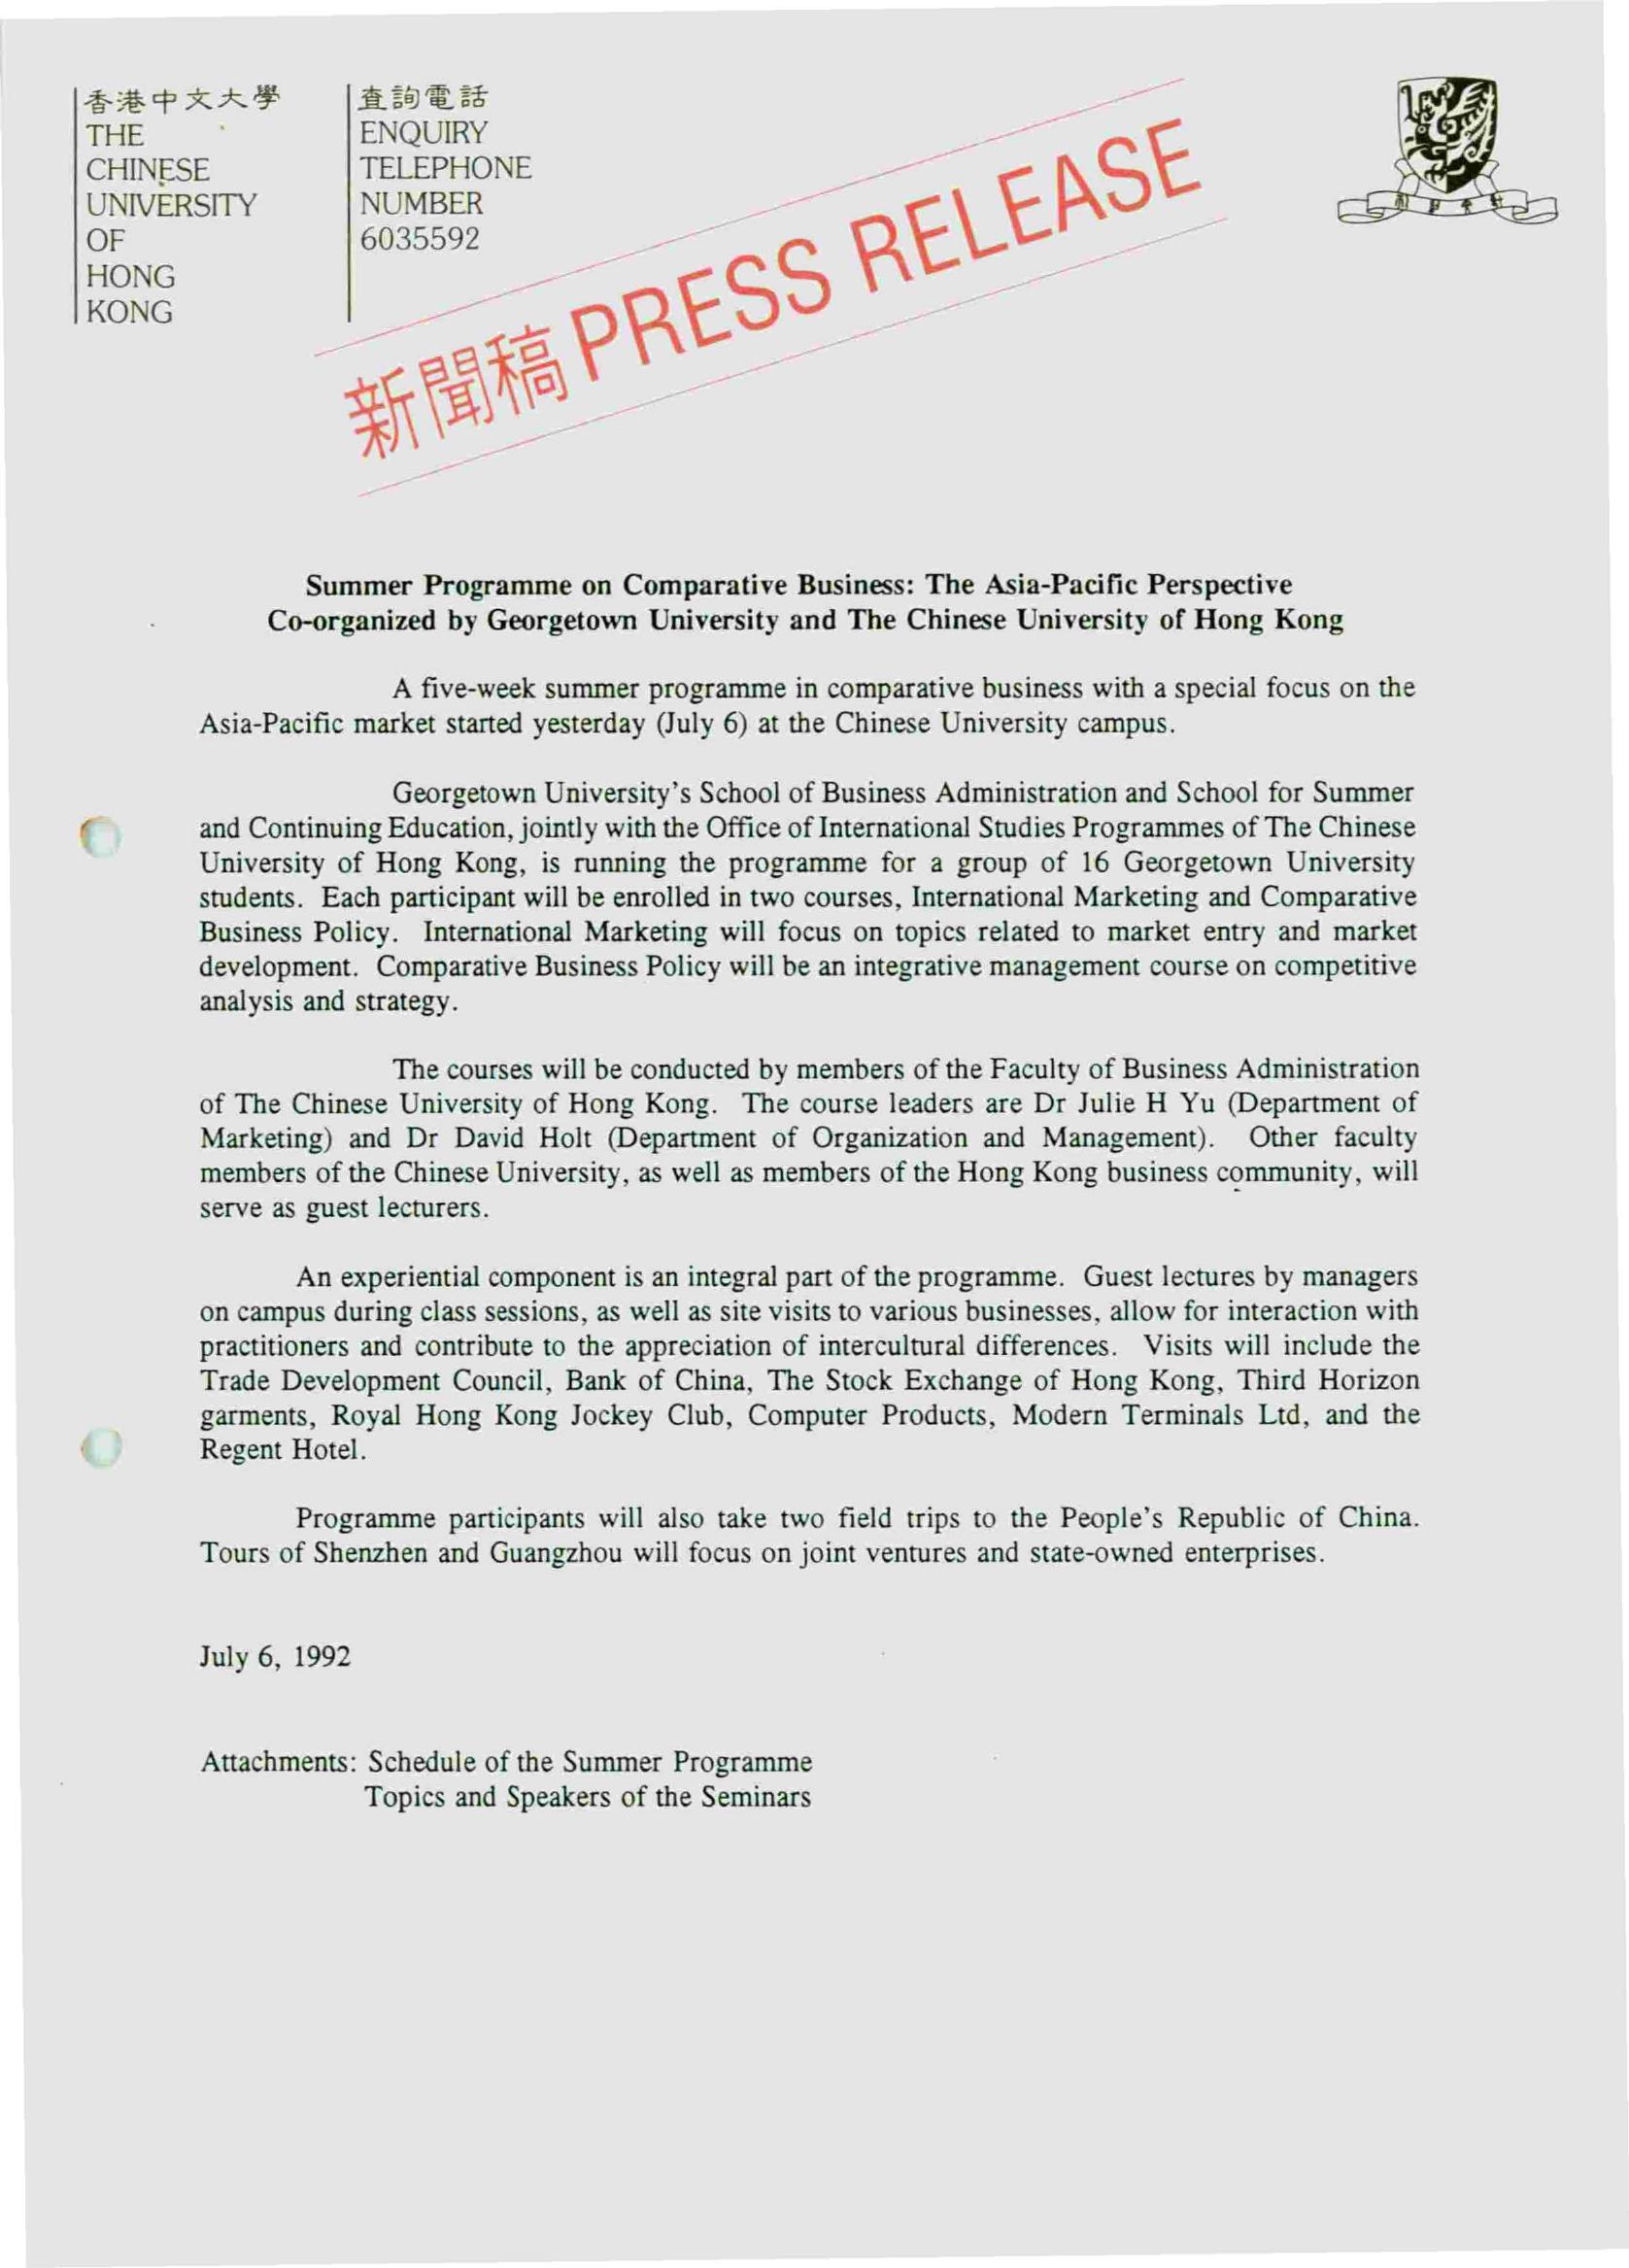 香港中文大學
THE
CHINESE
UNIVERSITY
OF
HONG
KONG
查詢電話
ENQUIRY
TELEPHONE
NUMBER
6035592
新聞稿 PRESS RELEASE
Summer Programme on Comparative Business: The Asia-Pacific Perspective
Co-organized by Georgetown University and The Chinese University of Hong Kong
A five-week summer programme in comparative business with a special focus on the
Asia-Pacific market started yesterday (July 6) at the Chinese University campus.
Georgetown University's School of Business Administration and School for Summer
and Continuing Education, jointly with the Office of International Studies Programmes of The Chinese
University of Hong Kong, is running the programme for a group of 16 Georgetown University
students. Each participant will be enrolled in two courses, International Marketing and Comparative
Business Policy. International Marketing will focus on topics related to market entry and market
development. Comparative Business Policy will be an integrative management course on competitive
analysis and strategy.
The courses will be conducted by members of the Faculty of Business Administration
of The Chinese University of Hong Kong. The course leaders are Dr Julie H Yu (Department of
Marketing) and Dr David Holt (Department of Organization and Management). Other faculty
members of the Chinese University, as well as members of the Hong Kong business community, will
serve as guest lecturers.
An experiential component is an integral part of the programme. Guest lectures by managers
on campus during class sessions, as well as site visits to various businesses, allow for interaction with
practitioners and contribute to the appreciation of intercultural differences. Visits will include the
Trade Development Council, Bank of China, The Stock Exchange of Hong Kong, Third Horizon
garments, Royal Hong Kong Jockey Club, Computer Products, Modern Terminals Ltd, and the
Regent Hotel.
Programme participants will also take two field trips to the People's Republic of China.
Tours of Shenzhen and Guangzhou will focus on joint ventures and state-owned enterprises.
July 6, 1992
Attachments: Schedule of the Summer Programme
Topics and Speakers of the Seminars